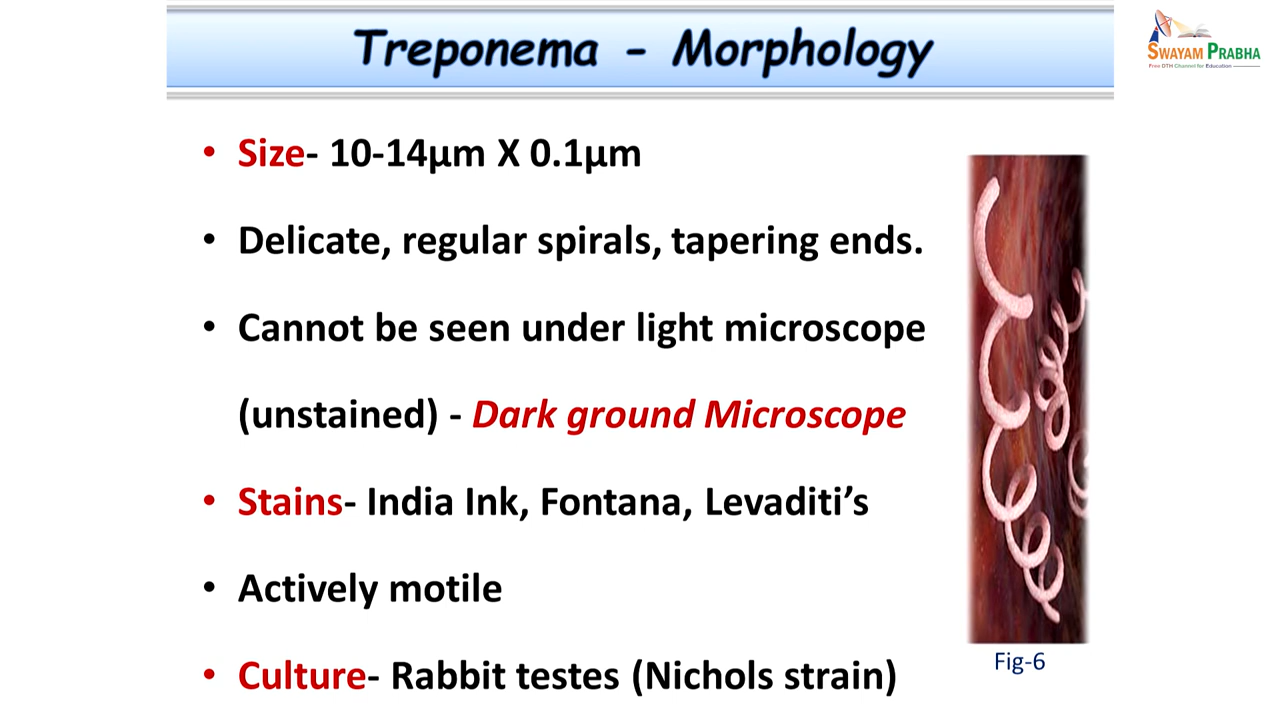 Treponema - Morphology
SWAYAM PRABHA
Free DTH Channel for Education
• Size- 10-14µm X 0.1µm
• Delicate, regular spirals, tapering ends.
• Cannot be seen under light microscope
(unstained) - Dark ground Microscope
• Stains- India Ink, Fontana, Levaditi’s
• Actively motile
• Culture- Rabbit testes (Nichols strain)
Fig-6